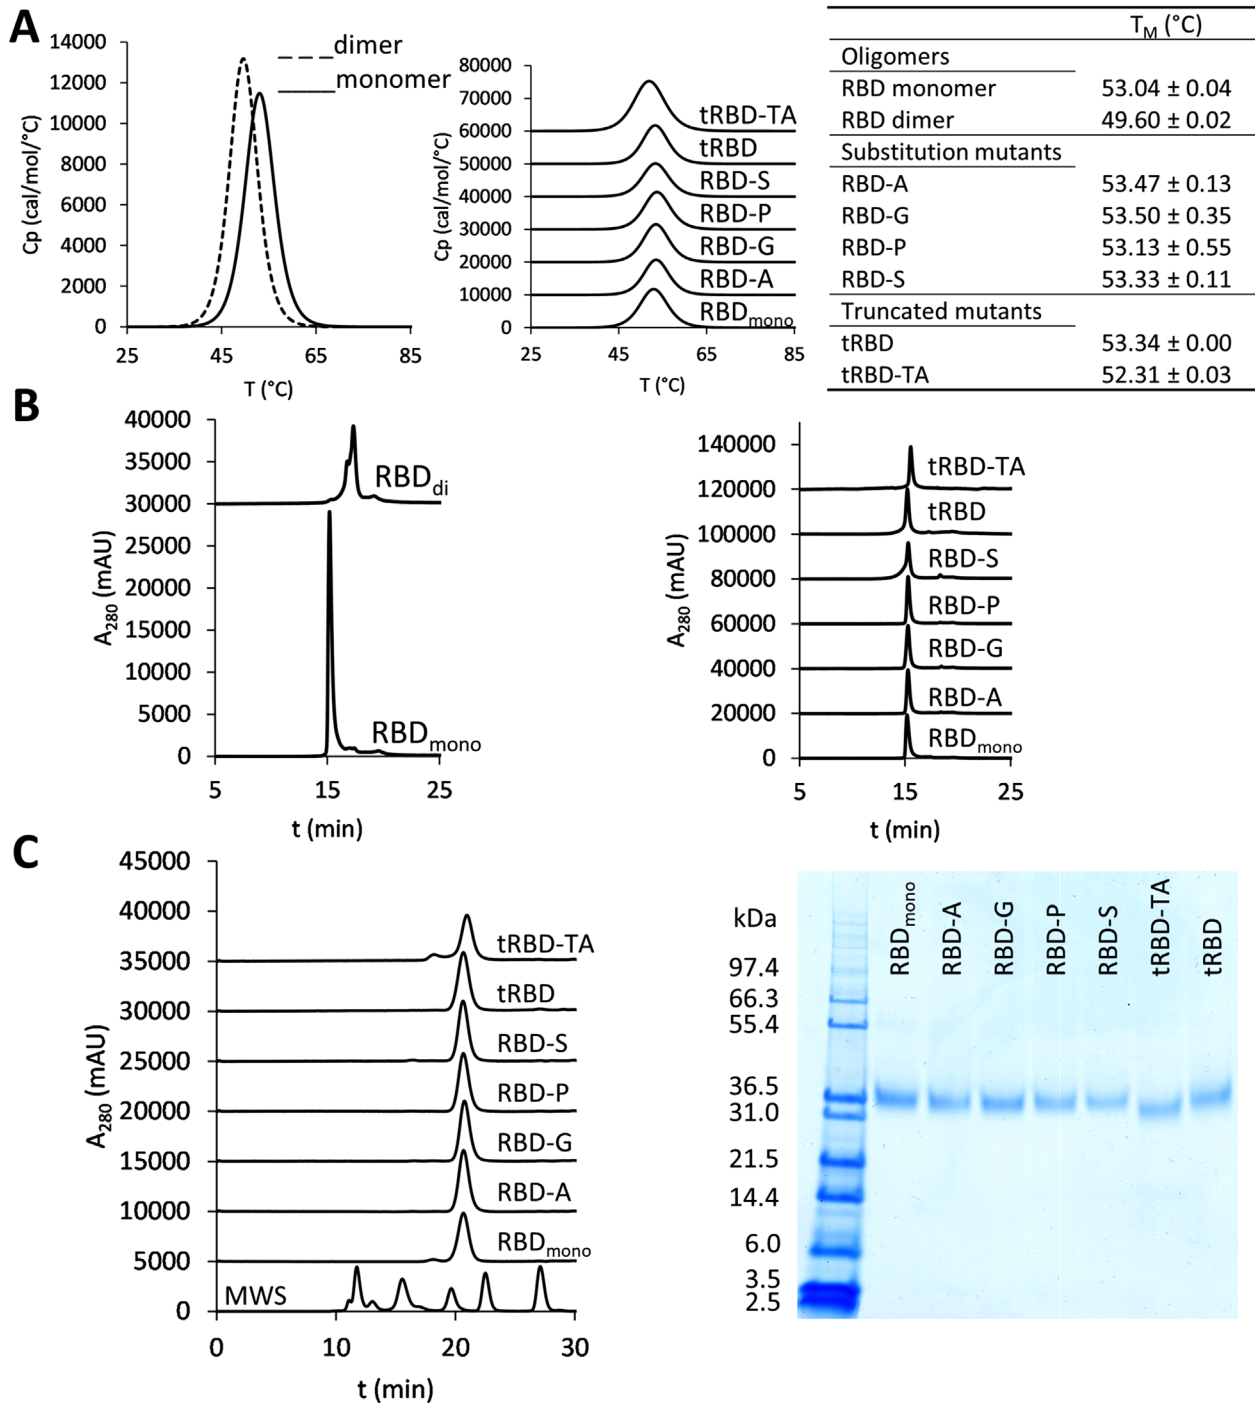 A
14000
12000
10000
8000
6000
4000
2000
0
25
45
65
85
Cp (cal/mol/°C)
T (°C)
dimer
monomer
80000
70000
60000
50000
40000
30000
20000
10000
0
25
45
65
85
Cp (cal/mol/°C)
T (°C)
tRBD-TA
tRBD
RBD-S
RBD-P
RBD-G
RBD-A
RBDmono
TM (°C)
Oligomers
RBD monomer 53.04 ± 0.04
RBD dimer 49.60 ± 0.02
Substitution mutants
RBD-A 53.47 ± 0.13
RBD-G 53.50 ± 0.35
RBD-P 53.13 ± 0.55
RBD-S 53.33 ± 0.11
Truncated mutants
tRBD 53.34 ± 0.00
tRBD-TA 52.31 ± 0.03
B
40000
35000
30000
25000
20000
15000
10000
5000
0
5
15
25
A280 (mAU)
t (min)
RBDdi
RBDmono
140000
120000
100000
80000
60000
40000
20000
0
5
15
25
A280 (mAU)
t (min)
tRBD-TA
tRBD
RBD-S
RBD-P
RBD-G
RBD-A
RBDmono
C
45000
40000
35000
30000
25000
20000
15000
10000
5000
0
0
10
20
30
A280 (mAU)
t (min)
tRBD-TA
tRBD
RBD-S
RBD-P
RBD-G
RBD-A
RBDmono
MWS
kDa
97.4
66.3
55.4
36.5
31.0
21.5
14.4
6.0
3.5
2.5
RBDmono
RBD-A
RBD-G
RBD-P
RBD-S
tRBD-TA
tRBD